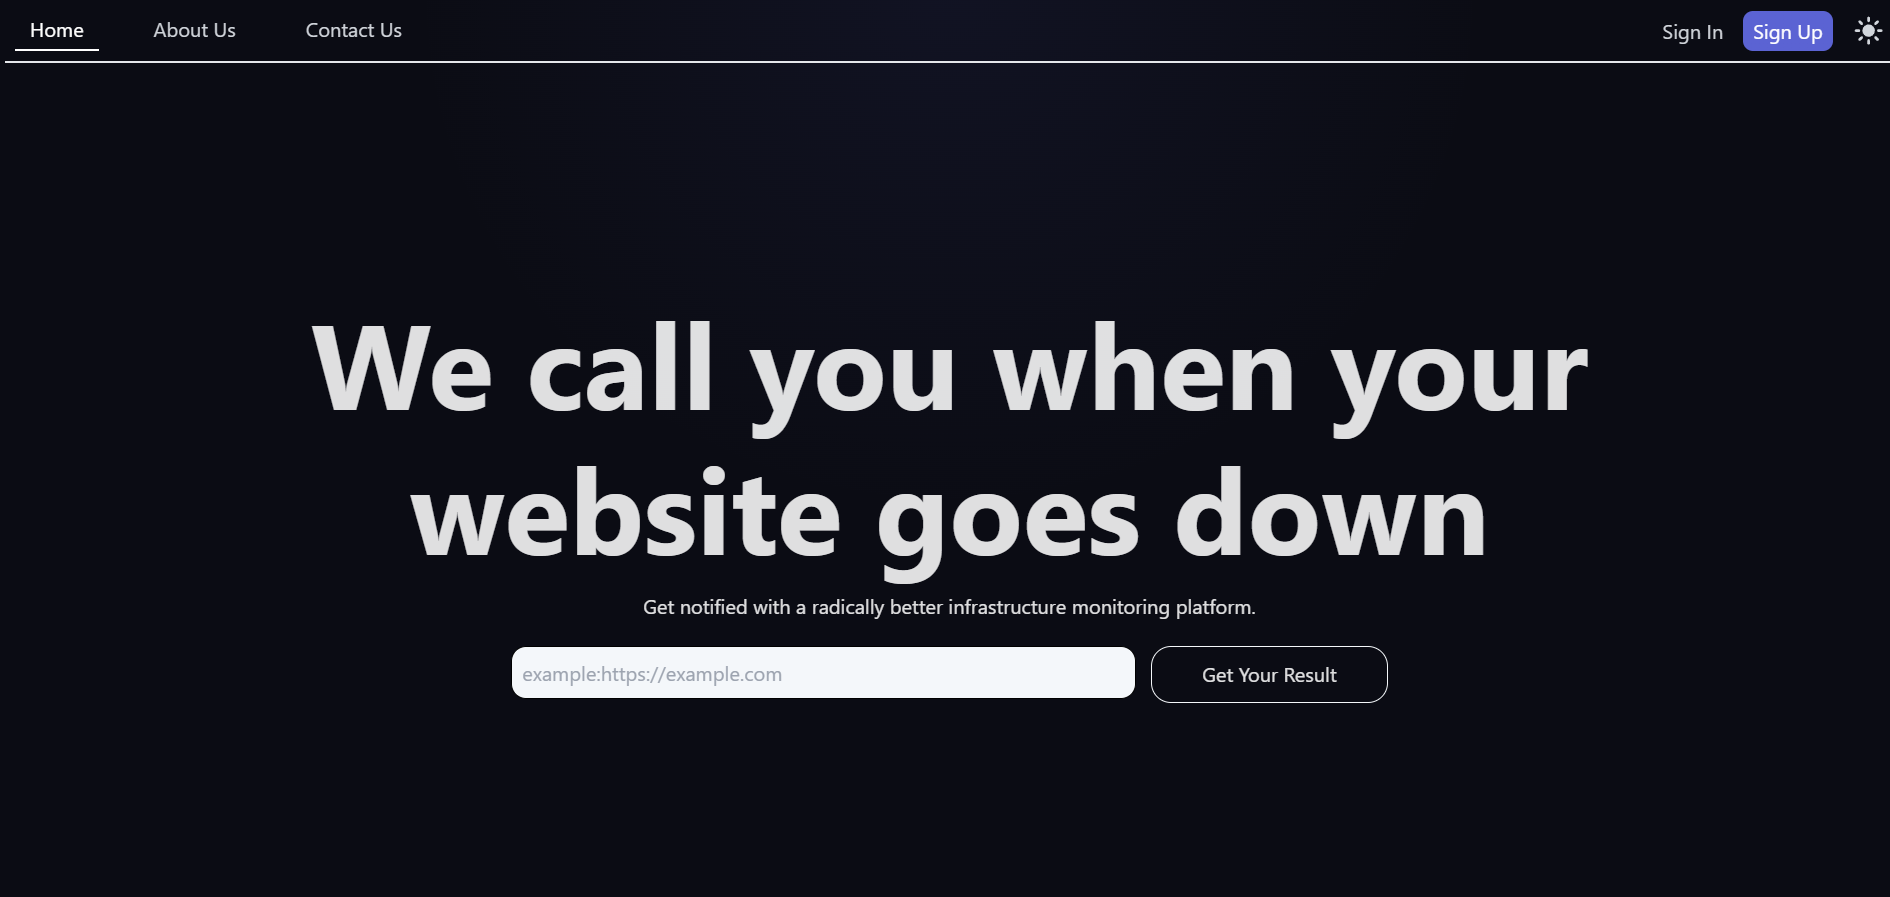 Home About Us Contact Us Sign In Sign Up
We call you when your
website goes down
Get notified with a radically better infrastructure monitoring platform.
example:https://example.com Get Your Result